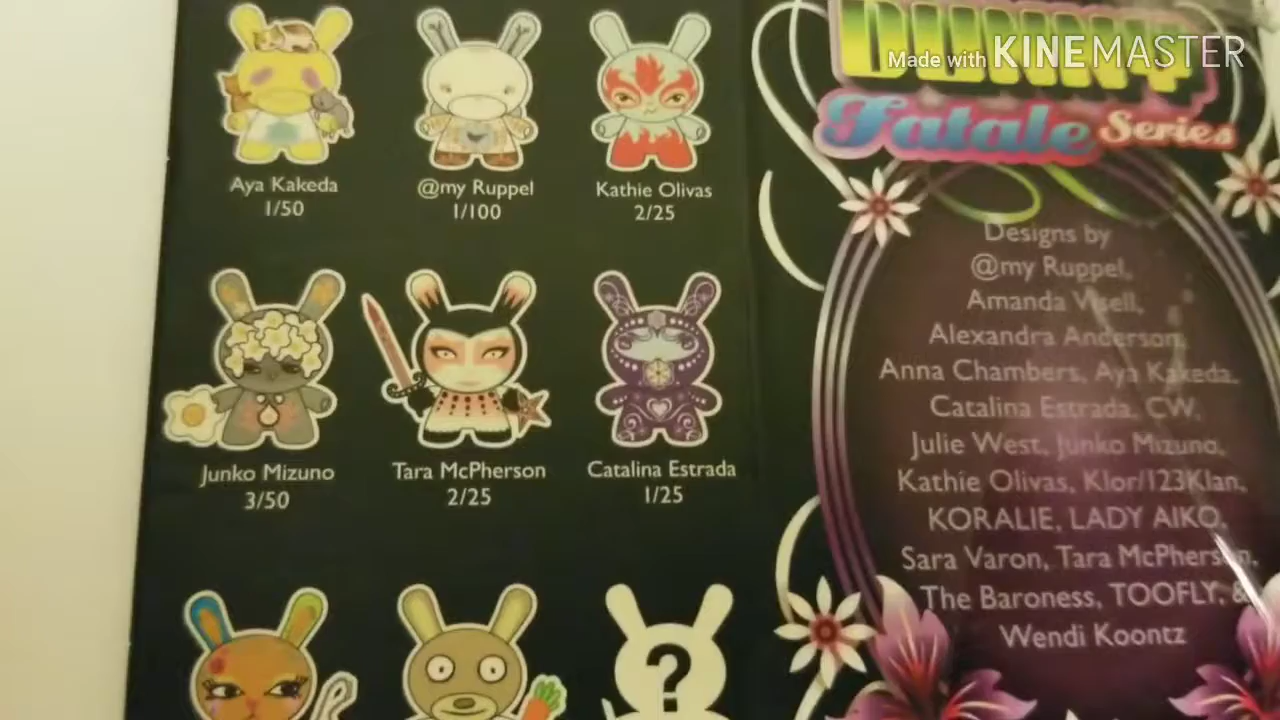 DUNNY
Fatale Series
Made with KINEMASTER
Aya Kakeda
1/50
@my Ruppel
1/100
Kathie Olivas
2/25
Junko Mizuno
3/50
Tara McPherson
2/25
Catalina Estrada
1/25
?
Designs by
@my Ruppel,
Amanda Visell,
Alexandra Anderson,
Anna Chambers, Aya Kakeda,
Catalina Estrada, CW,
Julie West, Junko Mizuno,
Kathie Olivas, Klor/123Klan,
KORALIE, LADY AIKO,
Sara Varon, Tara McPherson,
The Baroness, TOOFLY, &
Wendi Koontz